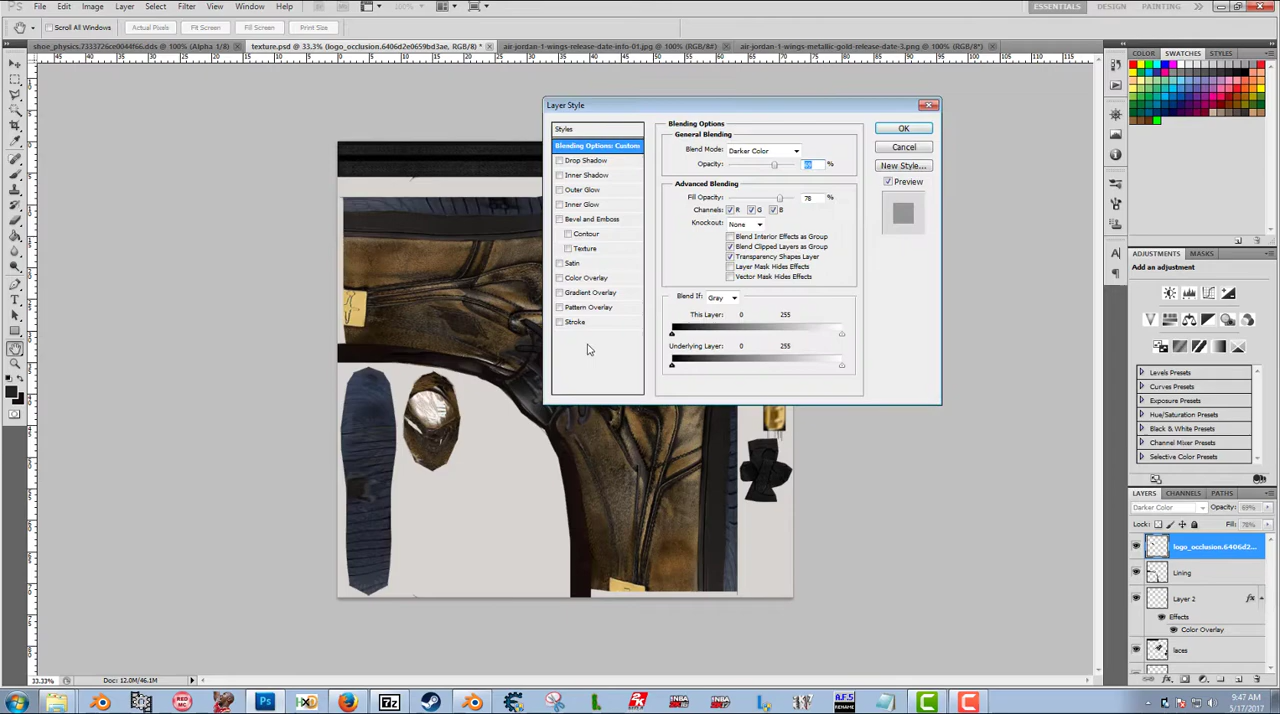 File Edit Image Layer Select Filter View Window Help
100%
ESSENTIALS DESIGN PAINTING
Scroll All Windows Actual Pixels Fit Screen Fill Screen Print Size
shoe_physics.7333726ce0044f66.dds @ 100% (Alpha 1/8) texture.psd @ 33.3% (logo_occlusion.6406d2e0659bd3ae, RGB/8) * air-jordan-1-wings-release-date-info-01.jpg @ 100% (RGB/8#) air-jordan-1-wings-metallic-gold-release-date-3.png @ 100% (RGB/8*)
Layer Style
Styles
Blending Options: Custom
Drop Shadow
Inner Shadow
Outer Glow
Inner Glow
Bevel and Emboss
Contour
Texture
Satin
Color Overlay
Gradient Overlay
Pattern Overlay
Stroke
Blending Options
General Blending
Blend Mode: Darker Color
Opacity: 69 %
Advanced Blending
Fill Opacity: 78 %
Channels: R G B
Knockout: None
Blend Interior Effects as Group
Blend Clipped Layers as Group
Transparency Shapes Layer
Layer Mask Hides Effects
Vector Mask Hides Effects
Blend If: Gray
This Layer: 0 255
Underlying Layer: 0 255
OK
Cancel
New Style...
Preview
COLOR SWATCHES STYLES
ADJUSTMENTS MASKS
Add an adjustment
Levels Presets
Curves Presets
Exposure Presets
Hue/Saturation Presets
Black & White Presets
Channel Mixer Presets
Selective Color Presets
LAYERS CHANNELS PATHS
Darker Color Opacity: 69%
Lock: Fill: 78%
logo_occlusion.6406d2...
Lining
Layer 2 fx
Effects
Color Overlay
laces
33.33% Doc: 12.0M/46.1M
9:47 AM
5/17/2017